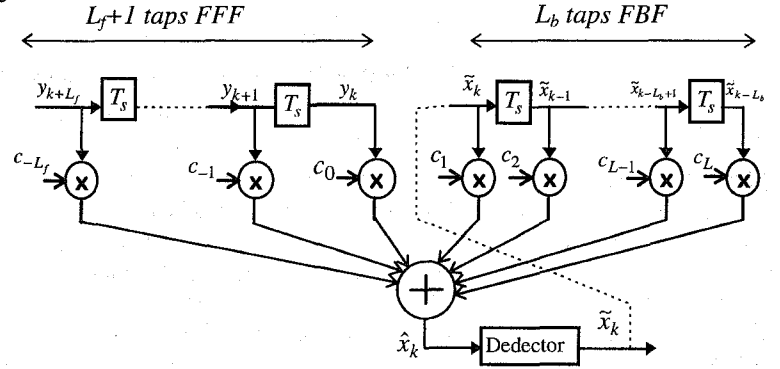 L_f+1 taps FFF L_b taps FBF
y_{k+L_f} T_s y_{k+1} T_s y_k x̃_k T_s x̃_{k-1} x̃_{k-L_b+1} T_s x̃_{k-L_b}
c_{-L_f} x c_{-1} x c_0 x c_1 x c_2 x c_{L-1} x c_L x
+
x̂_k Dedector x̃_k